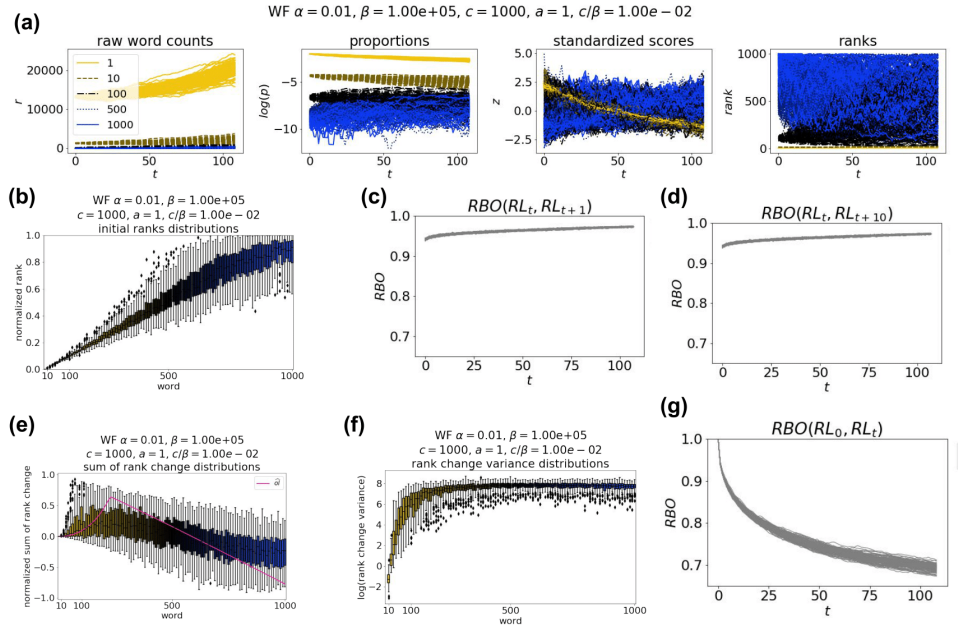 WF α = 0.01, β = 1.00e+05, c = 1000, a = 1, c/β = 1.00e − 02
(a)
raw word counts
proportions
standardized scores
ranks
r
20000
10000
0
1
10
100
500
1000
0
50
100
t
log(p)
−5
−10
0
50
100
t
z
5.0
2.5
0.0
−2.5
0
50
100
t
rank
1000
500
0
0
50
100
t
(b)
WF α = 0.01, β = 1.00e+05
c = 1000, a = 1, c/β = 1.00e − 02
initial ranks distributions
normalized rank
1.0
0.8
0.6
0.4
0.2
0.0
10
100
500
1000
word
(c)
RBO(RLt, RLt+1)
RBO
1.0
0.9
0.8
0.7
0
25
50
75
100
t
(d)
RBO(RLt, RLt+10)
RBO
1.0
0.9
0.8
0.7
0
25
50
75
100
t
(e)
WF α = 0.01, β = 1.00e+05
c = 1000, a = 1, c/β = 1.00e − 02
sum of rank change distributions
normalized sum of rank change
1.0
0.5
0.0
−0.5
−1.0
10
100
500
1000
word
(f)
WF α = 0.01, β = 1.00e+05
c = 1000, a = 1, c/β = 1.00e − 02
rank change variance distributions
log(rank change variance)
8
6
4
2
0
−2
10
100
500
1000
word
(g)
RBO(RL0, RLt)
RBO
1.0
0.9
0.8
0.7
0
25
50
75
100
t